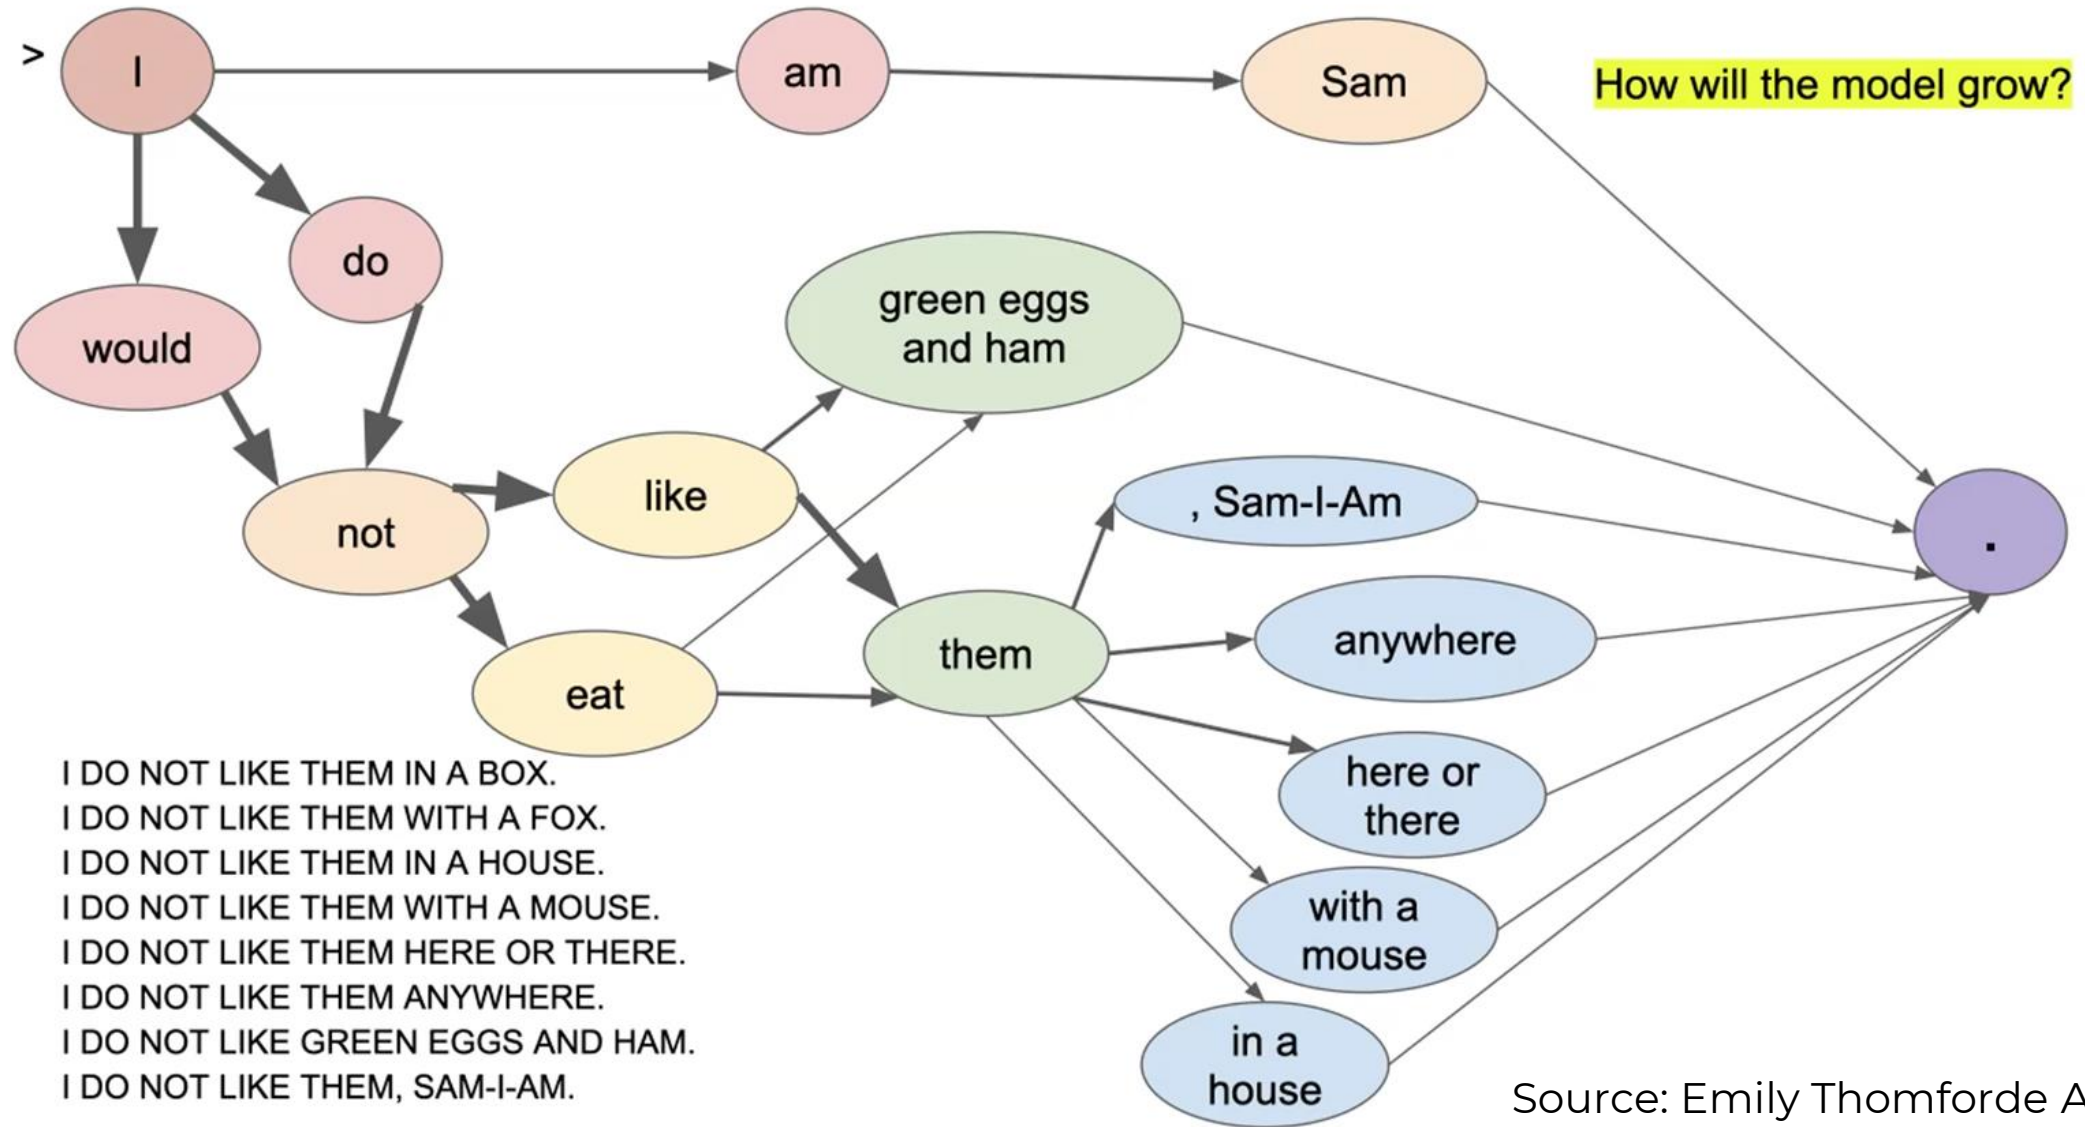 >
I
am
Sam
How will the model grow?
do
would
green eggs
and ham
like
, Sam-I-Am
not
.
anywhere
them
eat
here or
there
with a
mouse
in a
house
I DO NOT LIKE THEM IN A BOX.
I DO NOT LIKE THEM WITH A FOX.
I DO NOT LIKE THEM IN A HOUSE.
I DO NOT LIKE THEM WITH A MOUSE.
I DO NOT LIKE THEM HERE OR THERE.
I DO NOT LIKE THEM ANYWHERE.
I DO NOT LIKE GREEN EGGS AND HAM.
I DO NOT LIKE THEM, SAM-I-AM.
Source: Emily Thomforde A